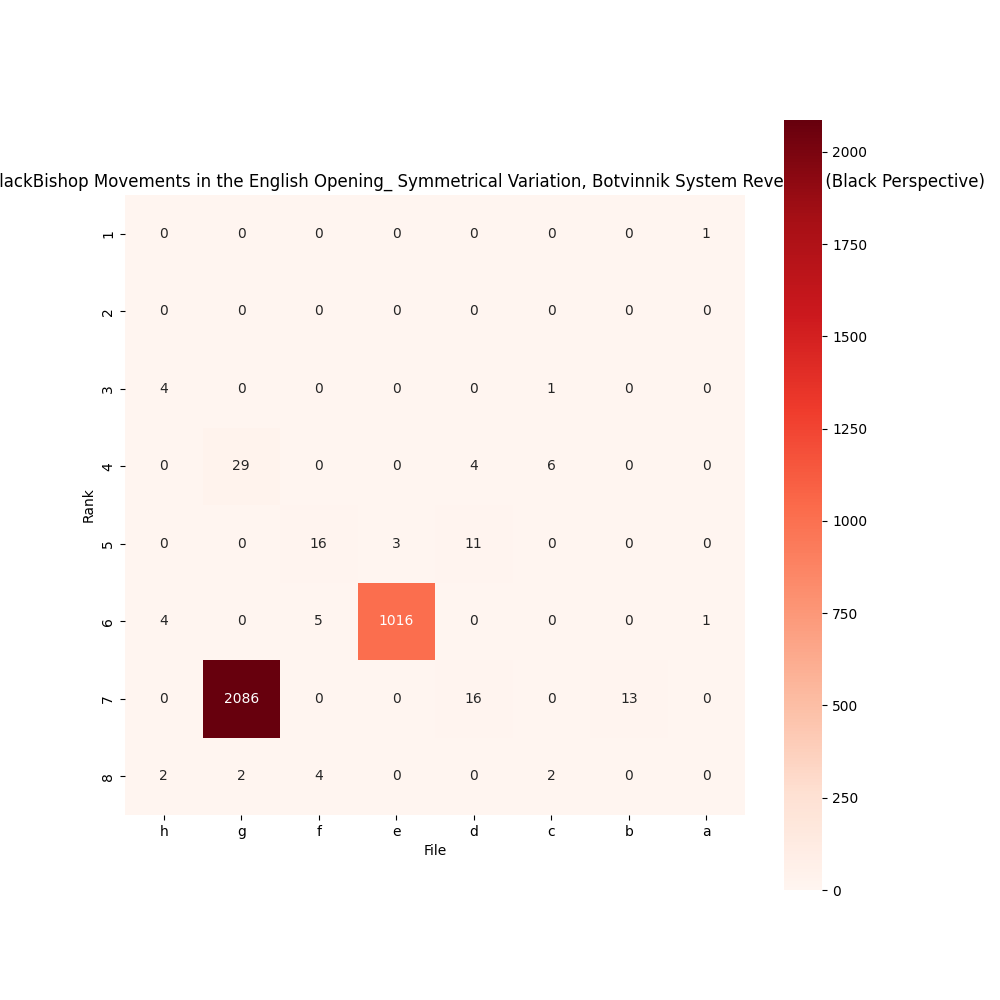 lackBishop Movements in the English Opening_ Symmetrical Variation, Botvinnik System Reve (Black Perspective)
2000
1 0 0 0 0 0 0 0 1
1750
2 0 0 0 0 0 0 0 0
1500
3 4 0 0 0 0 1 0 0
1250
4 0 29 0 0 4 6 0 0
Rank
1000
5 0 0 16 3 11 0 0 0
750
6 4 0 5 1016 0 0 0 1
500
7 0 2086 0 0 16 0 13 0
250
8 2 2 4 0 0 2 0 0
0
h g f e d c b a
File